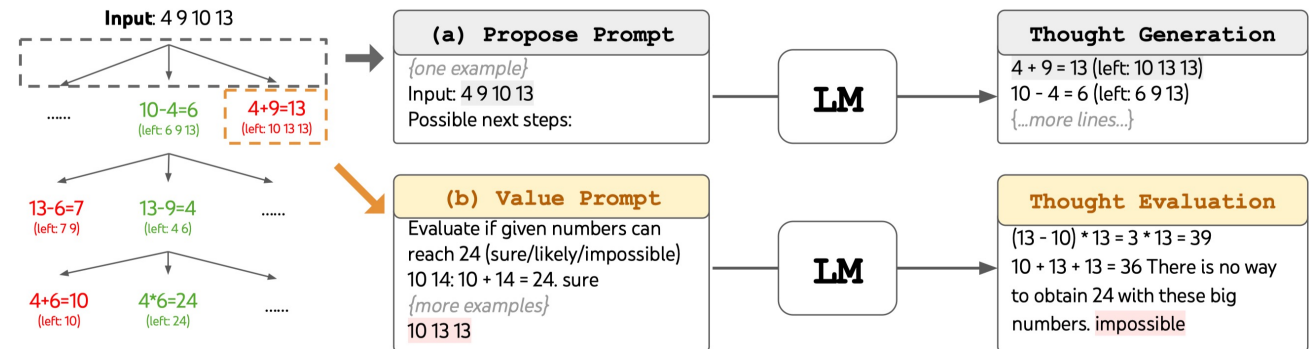 Input: 4 9 10 13
......
10-4=6
(left: 6 9 13)
4+9=13
(left: 10 13 13)
13-6=7
(left: 7 9)
13-9=4
(left: 4 6)
......
4+6=10
(left: 10)
4*6=24
(left: 24)
......
(a) Propose Prompt
{one example}
Input: 4 9 10 13
Possible next steps:
LM
Thought Generation
4 + 9 = 13 (left: 10 13 13)
10 - 4 = 6 (left: 6 9 13)
{...more lines...}
(b) Value Prompt
Evaluate if given numbers can
reach 24 (sure/likely/impossible)
10 14: 10 + 14 = 24. sure
{more examples}
10 13 13
LM
Thought Evaluation
(13 - 10) * 13 = 3 * 13 = 39
10 + 13 + 13 = 36 There is no way
to obtain 24 with these big
numbers. impossible